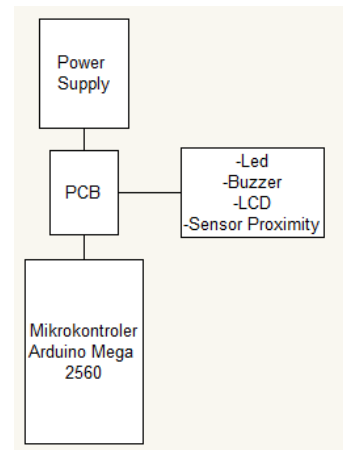 Power
Supply
PCB
-Led
-Buzzer
-LCD
-Sensor Proximity
Mikrokontroler
Arduino Mega
2560